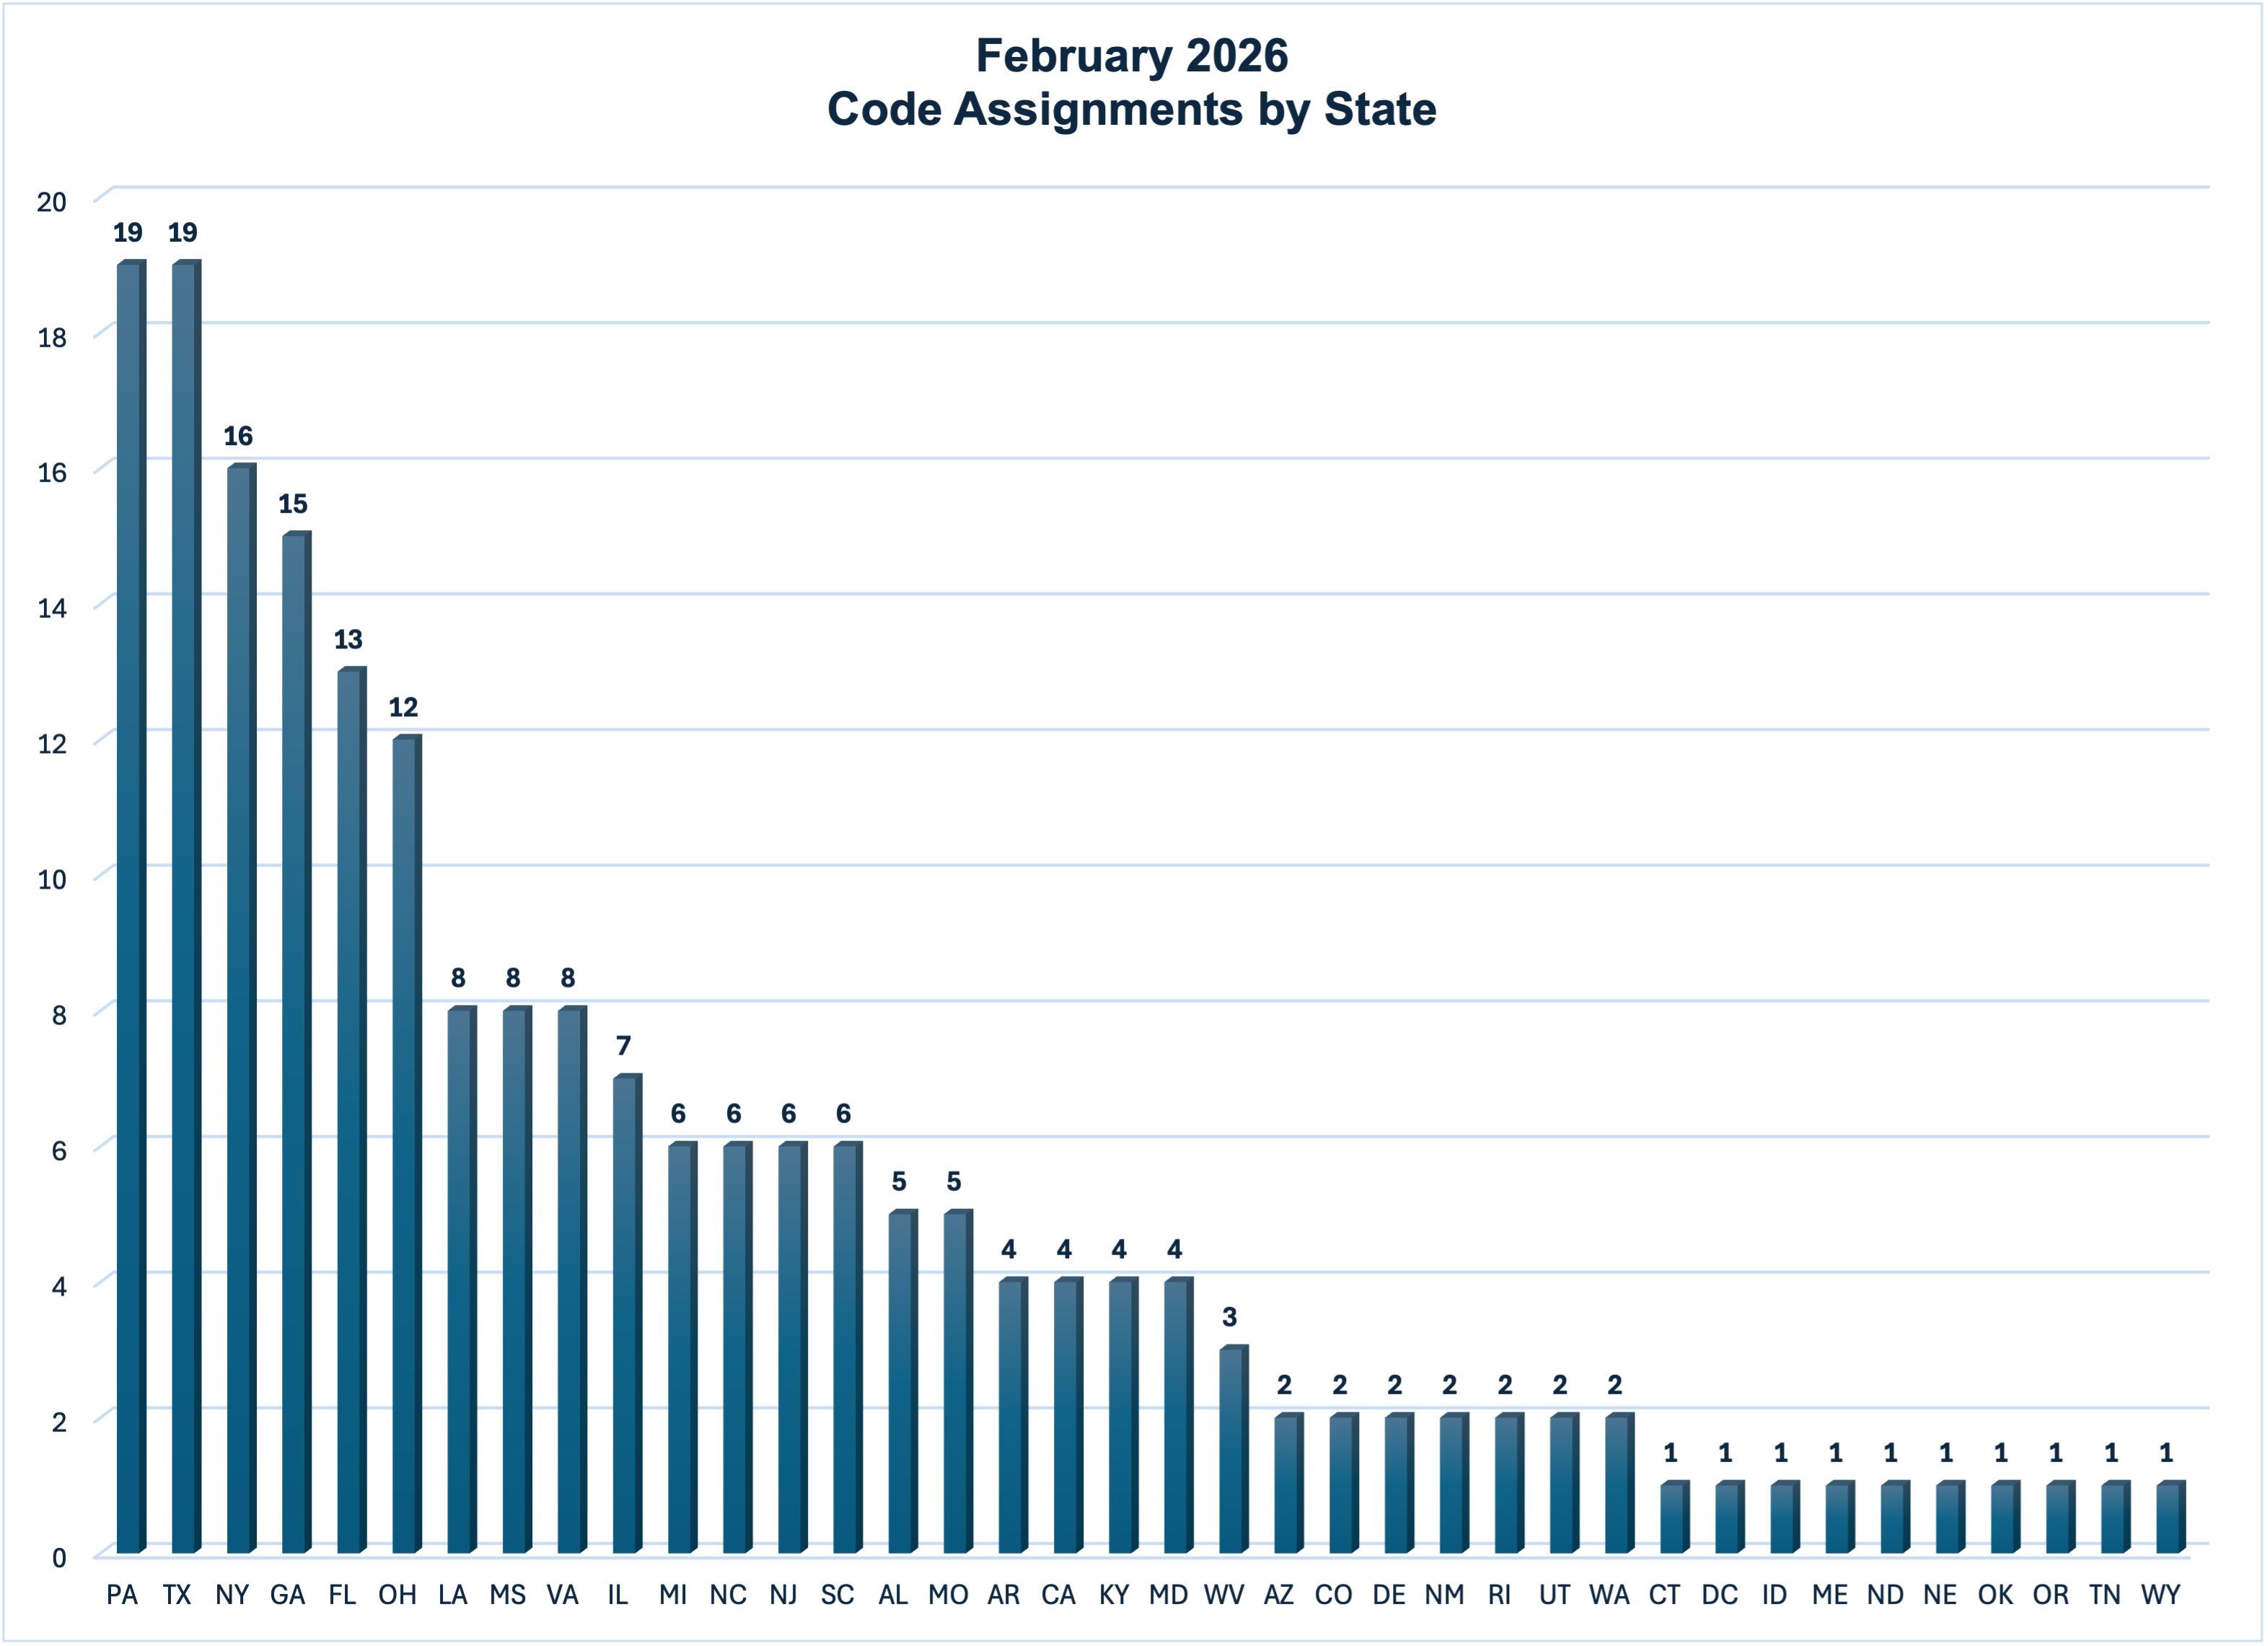 February 2026
Code Assignments by State
20
18
16
14
12
10
8
6
4
2
0
19 19 16 15 13 12 8 8 8 7 6 6 6 6 5 5 4 4 4 4 3 2 2 2 2 2 2 2 1 1 1 1 1 1 1 1 1 1
PA TX NY GA FL OH LA MS VA IL MI NC NJ SC AL MO AR CA KY MD WV AZ CO DE NM RI UT WA CT DC ID ME ND NE OK OR TN WY